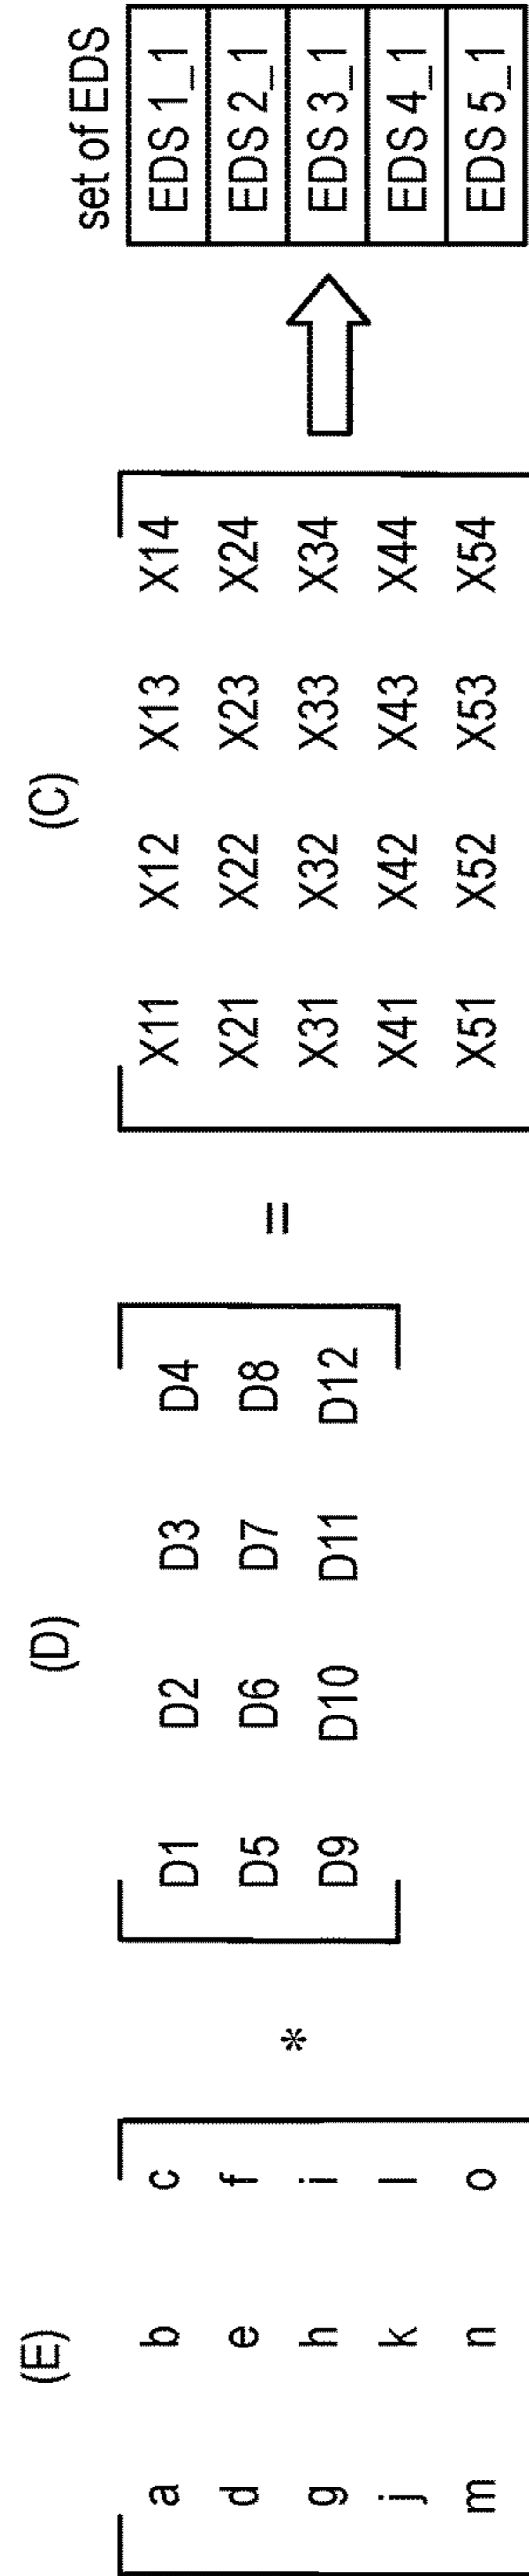 (E) (D) (C) set of EDS
a b c D1 D2 D3 D4 X11 X12 X13 X14 EDS 1_1
d e f * D5 D6 D7 D8 = X21 X22 X23 X24 EDS 2_1
g h i D9 D10 D11 D12 X31 X32 X33 X34 EDS 3_1
j k l X41 X42 X43 X44 EDS 4_1
m n o X51 X52 X53 X54 EDS 5_1